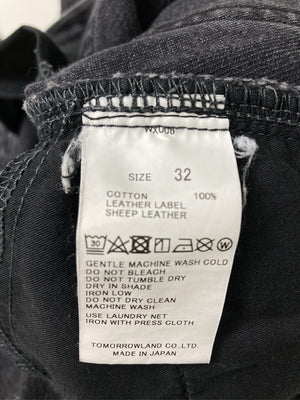 WX006
SIZE 32
COTTON 100%
LEATHER LABEL
SHEEP LEATHER
30
GENTLE MACHINE WASH COLD
DO NOT BLEACH
DO NOT TUMBLE DRY
DRY IN SHADE
IRON LOW
DO NOT DRY CLEAN
MACHINE WASH
USE LAUNDRY NET
IRON WITH PRESS CLOTH
TOMORROWLAND CO.,LTD.
MADE IN JAPAN